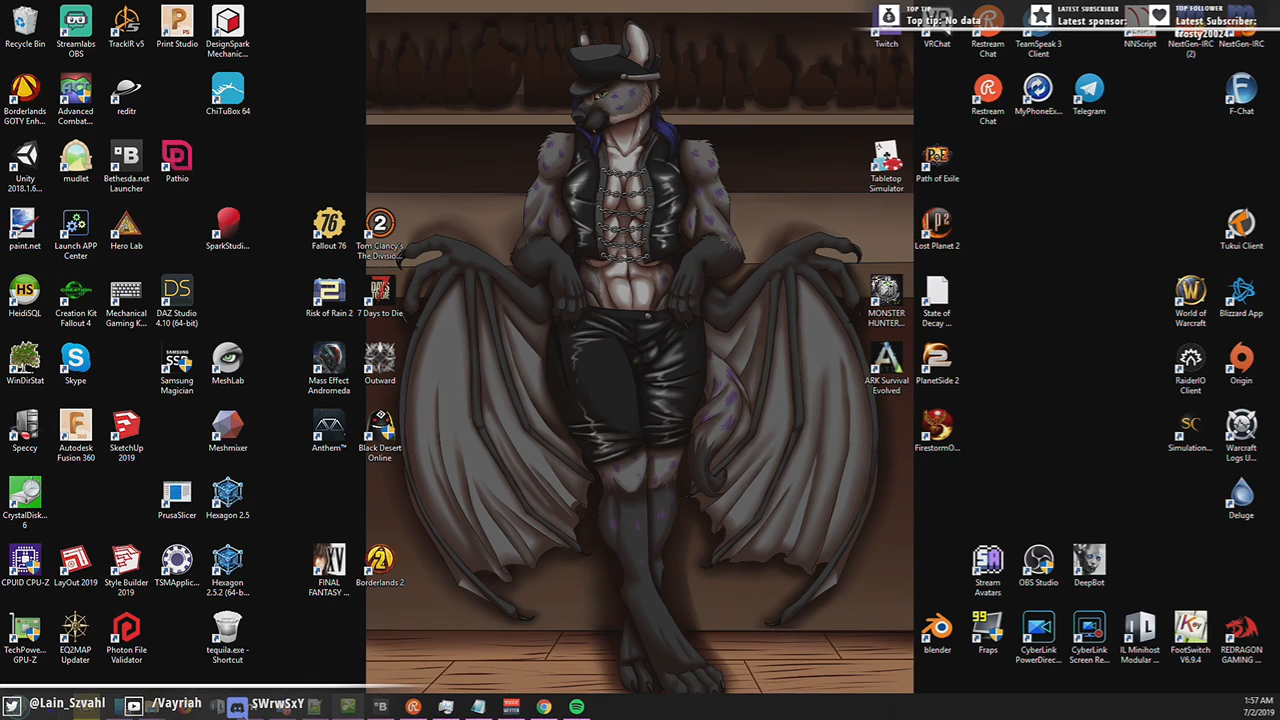 TOP TIP
Top tip: No data
LATEST SUBSCRIBER
Latest sponsor:
TOP FOLLOWER
Latest Subscriber:
frosty20024
Recycle Bin
Streamlabs
OBS
TrackIR v5
Print Studio
DesignSpark
Mechanic...
Twitch
VRChat
Restream
Chat
TeamSpeak 3
Client
NNScript
NextGen-IRC
(2)
NextGen-IRC
Borderlands
GOTY Enh...
Advanced
Combat...
reditr
ChiTuBox 64
Restream
Chat
MyPhoneEx...
Telegram
F-Chat
Unity
2018.1.6...
mudlet
Bethesda.net
Launcher
Pathio
Tabletop
Simulator
Path of Exile
paint.net
Launch APP
Center
Hero Lab
SparkStudi...
Fallout 76
Tom Clancy's
The Division...
Lost Planet 2
Tukui Client
HeidiSQL
Creation Kit
Fallout 4
Mechanical
Gaming K...
DAZ Studio
4.10 (64-bit)
Risk of Rain 2
7 Days to Die
MONSTER
HUNTER...
State of
Decay ...
World of
Warcraft
Blizzard App
WinDirStat
Skype
Samsung
Magician
MeshLab
Mass Effect
Andromeda
Outward
ARK Survival
Evolved
PlanetSide 2
RaiderIO
Client
Origin
Speccy
Autodesk
Fusion 360
SketchUp
2019
Meshmixer
Anthem™
Black Desert
Online
FirestormO...
Simulation...
Warcraft
Logs U...
CrystalDisk...
6
PrusaSlicer
Hexagon 2.5
Deluge
CPUID CPU-Z
LayOut 2019
Style Builder
2019
TSMApplic...
Hexagon
2.5.2 (64-b...
FINAL
FANTASY ...
Borderlands 2
Stream
Avatars
OBS Studio
DeepBot
TechPowe...
GPU-Z
EQ2MAP
Updater
Photon File
Validator
tequila.exe -
Shortcut
blender
99
Fraps
CyberLink
PowerDirec...
CyberLink
Screen Re...
IL Minihost
Modular ...
FootSwitch
V6.9.4
REDRAGON
GAMING ...
@Lain_Szvahl
/Vayriah
SWrwSxY
1:57 AM
7/2/2019